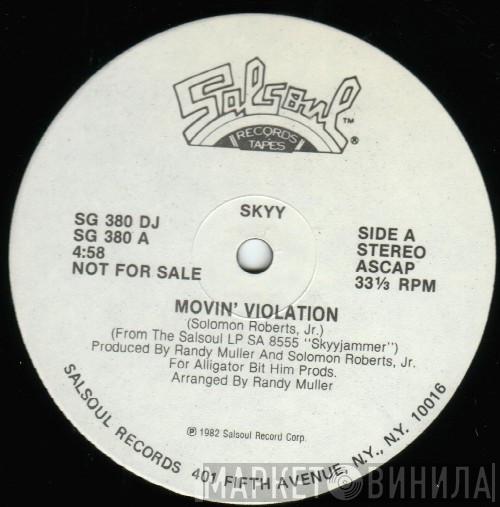 Salsoul
RECORDS
TAPES
TM
®
SKYY
SG 380 DJ
SG 380 A
4:58
NOT FOR SALE
SIDE A
STEREO
ASCAP
33⅓ RPM
MOVIN' VIOLATION
(Solomon Roberts, Jr.)
(From The Salsoul LP SA 8555 "Skyyjammer")
Produced By Randy Muller And Solomon Roberts, Jr.
For Alligator Bit Him Prods.
Arranged By Randy Muller
℗ 1982 Salsoul Record Corp.
SALSOUL RECORDS 401 FIFTH AVENUE, N.Y., N.Y. 10016
МАРКЕТ ВИНИЛА